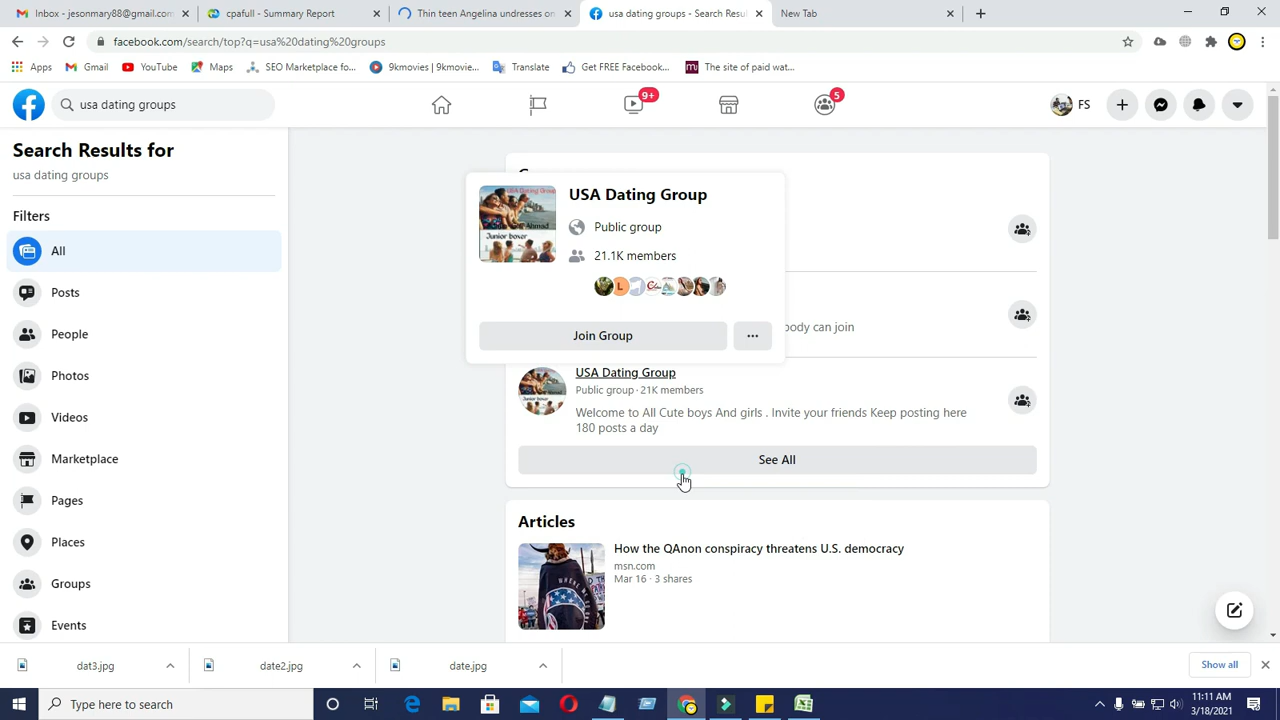 Inbox - jesonmary88@gmail.com
cpafull - Summary Report
Thin teen Angelina undresses on
usa dating groups - Search Resul
New Tab
facebook.com/search/top?q=usa%20dating%20groups
Apps Gmail YouTube Maps SEO Marketplace fo... 9kmovies | 9kmovie... Translate Get FREE Facebook... The site of paid wat...
usa dating groups
9+
5
FS
Search Results for
usa dating groups
Filters
All
Posts
People
Photos
Videos
Marketplace
Pages
Places
Groups
Events
USA Dating Group
Public group
21.1K members
Join Group
body can join
USA Dating Group
Public group · 21K members
Welcome to All Cute boys And girls . Invite your friends Keep posting here
180 posts a day
See All
Articles
How the QAnon conspiracy threatens U.S. democracy
msn.com
Mar 16 · 3 shares
dat3.jpg
date2.jpg
date.jpg
Show all
Type here to search
11:11 AM
3/18/2021